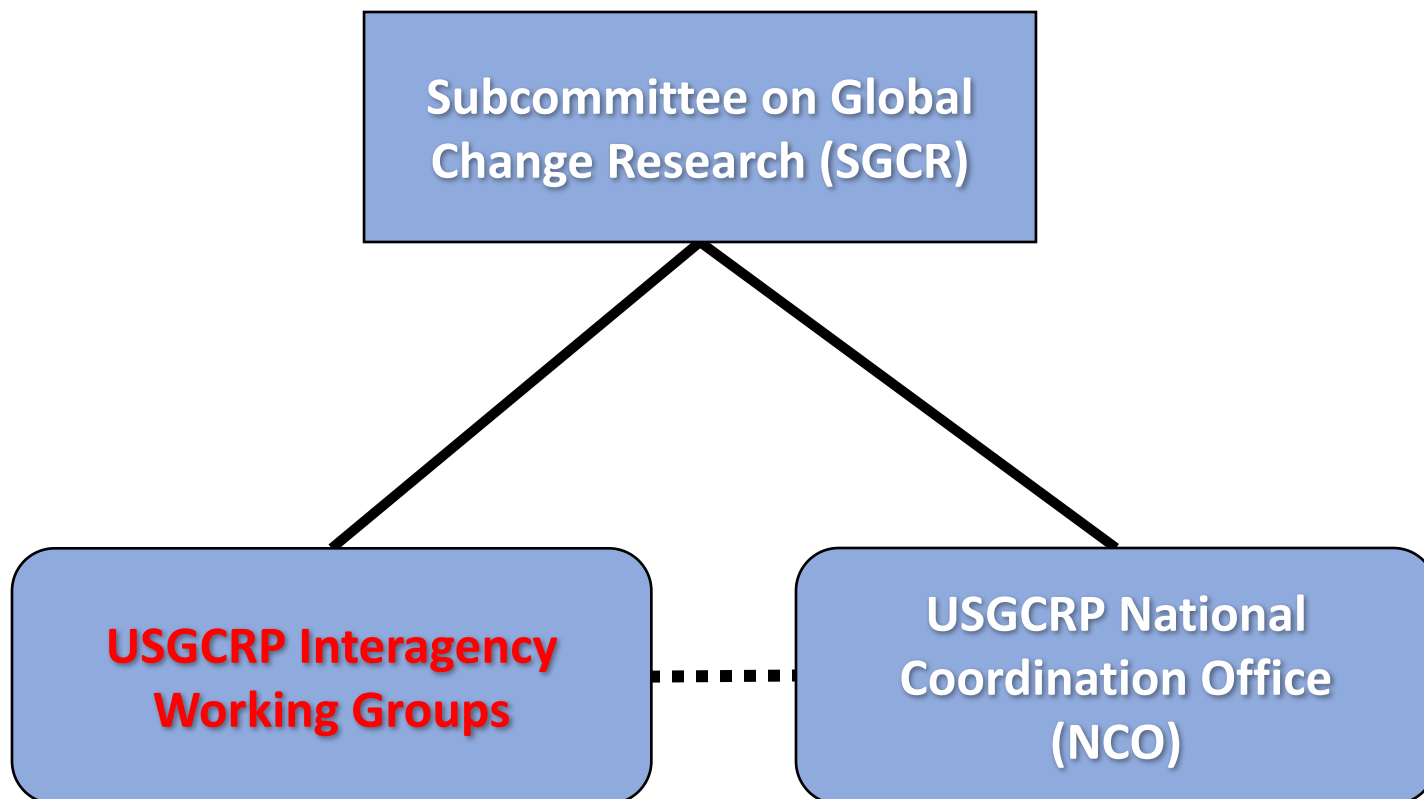 Subcommittee on Global
Change Research (SGCR)
USGCRP Interagency
Working Groups
USGCRP National
Coordination Office
(NCO)